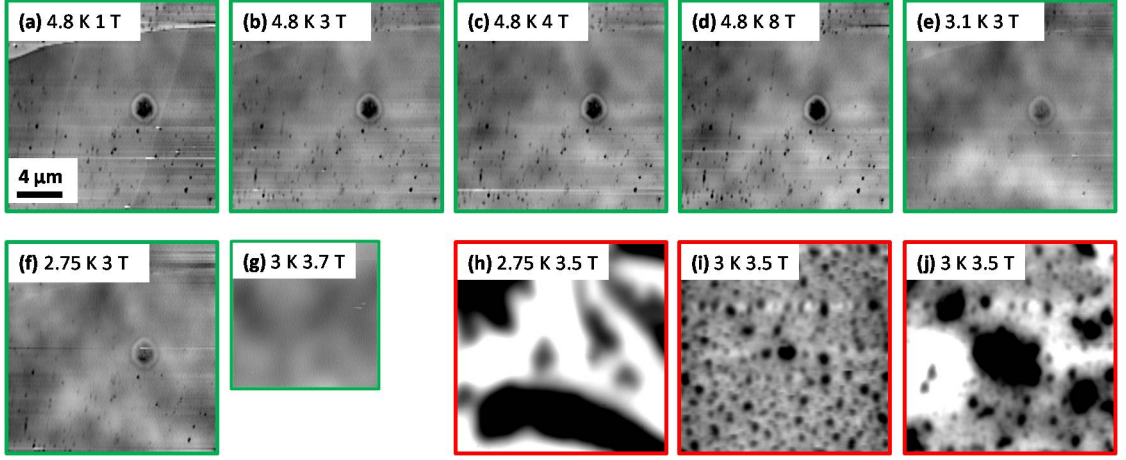 (a) 4.8 K 1 T
(b) 4.8 K 3 T
(c) 4.8 K 4 T
(d) 4.8 K 8 T
(e) 3.1 K 3 T
4 μm
(f) 2.75 K 3 T
(g) 3 K 3.7 T
(h) 2.75 K 3.5 T
(i) 3 K 3.5 T
(j) 3 K 3.5 T